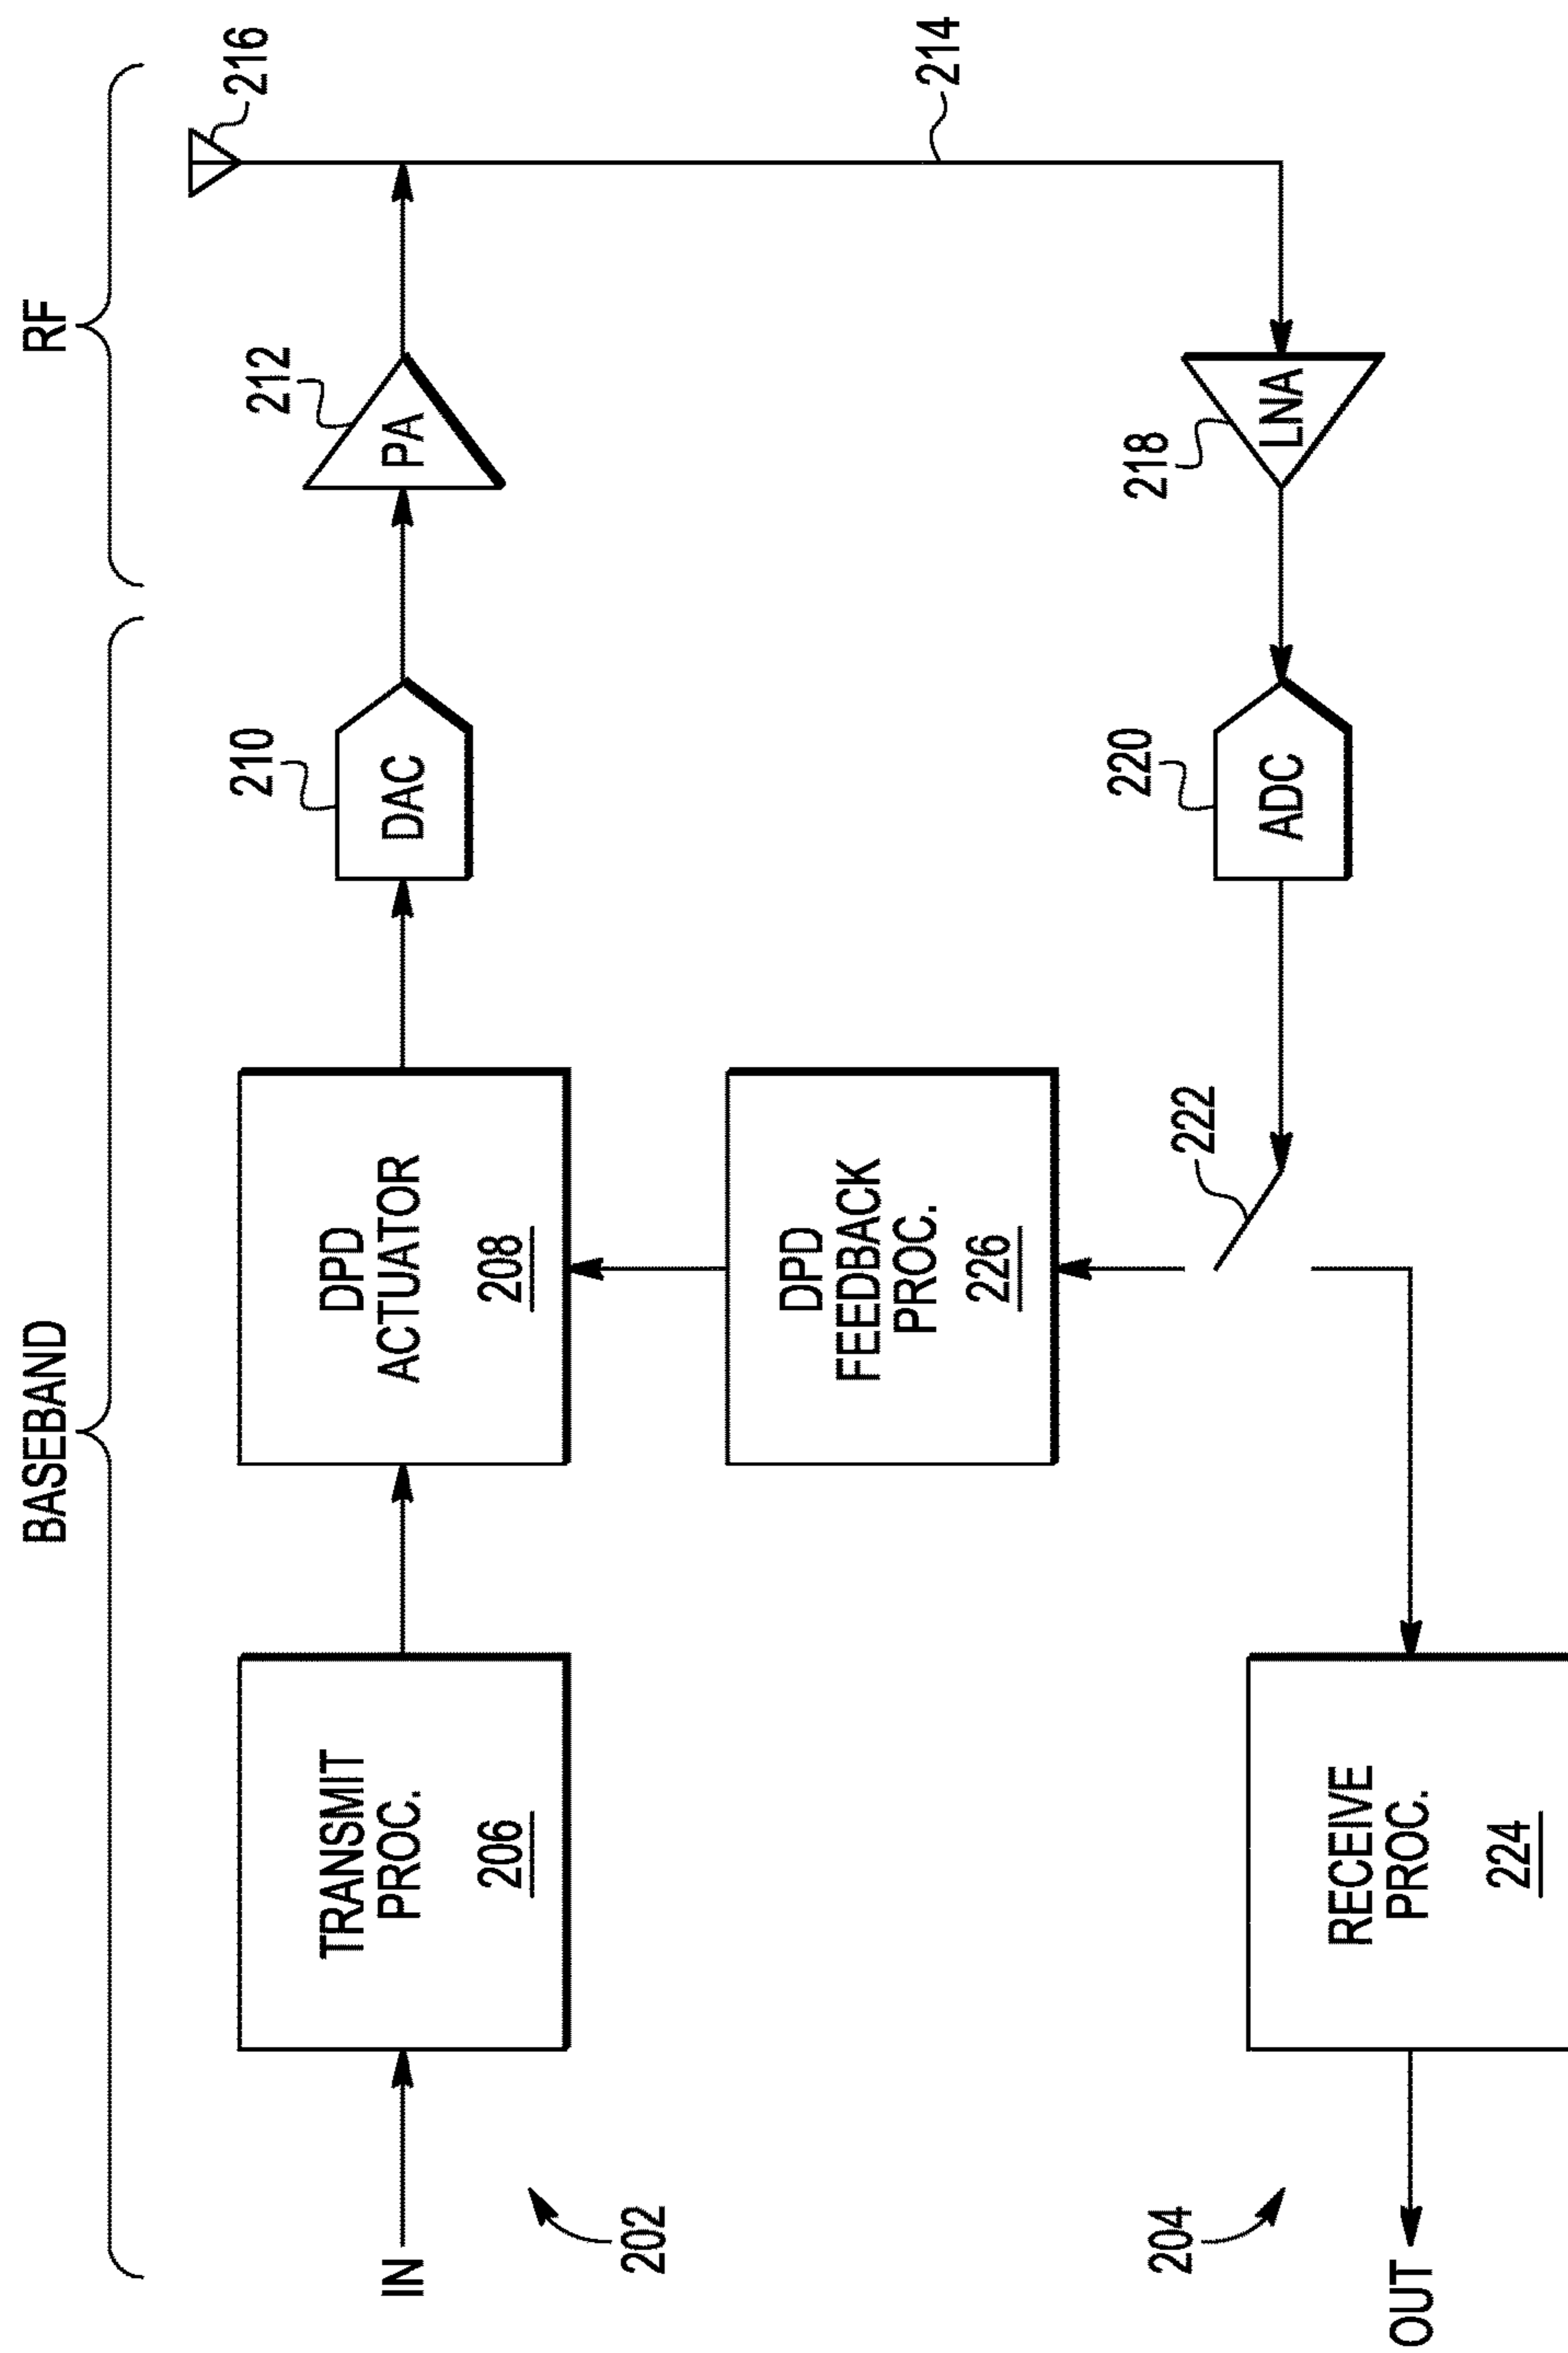 BASEBAND
RF
IN
TRANSMIT
PROC.
206
DPD
ACTUATOR
208
210
DAC
212
PA
216
202
DPD
FEEDBACK
PROC.
226
214
204
222
220
ADC
218
LNA
OUT
RECEIVE
PROC.
224